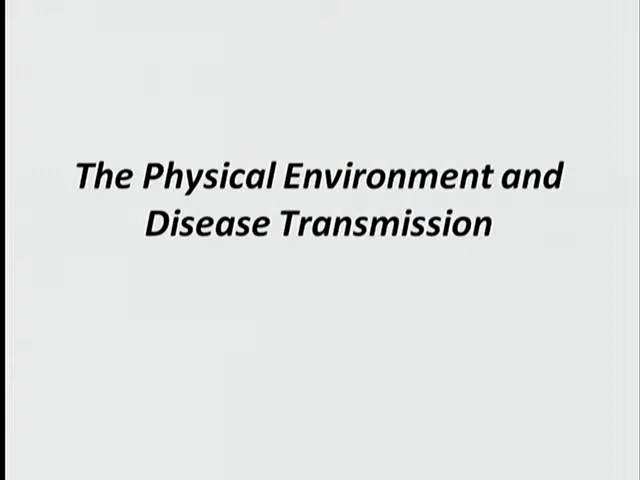 The Physical Environment and
Disease Transmission